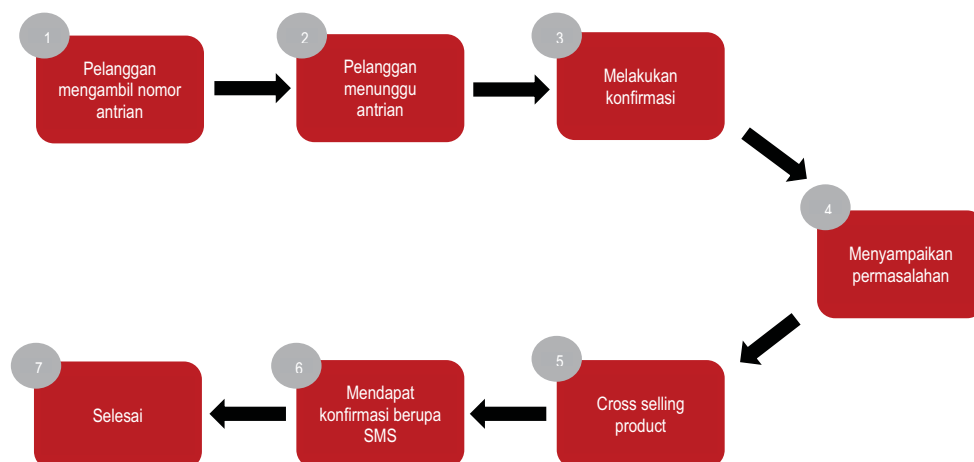 1
Pelanggan
mengambil nomor
antrian
2
Pelanggan
menunggu
antrian
3
Melakukan
konfirmasi
4
Menyampaikan
permasalahan
5
Cross selling
product
6
Mendapat
konfirmasi berupa
SMS
7
Selesai